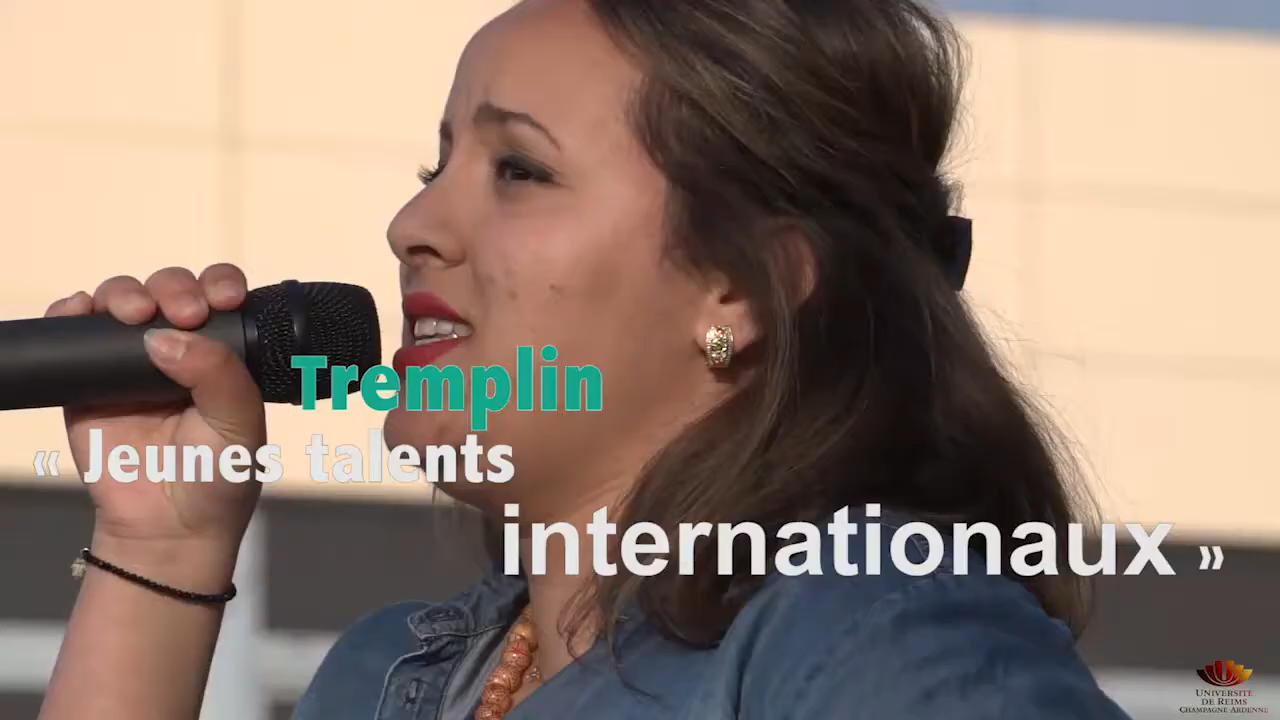 Tremplin
« Jeunes talents
internationaux »
UNIVERSITÉ
DE REIMS
CHAMPAGNE-ARDENNE